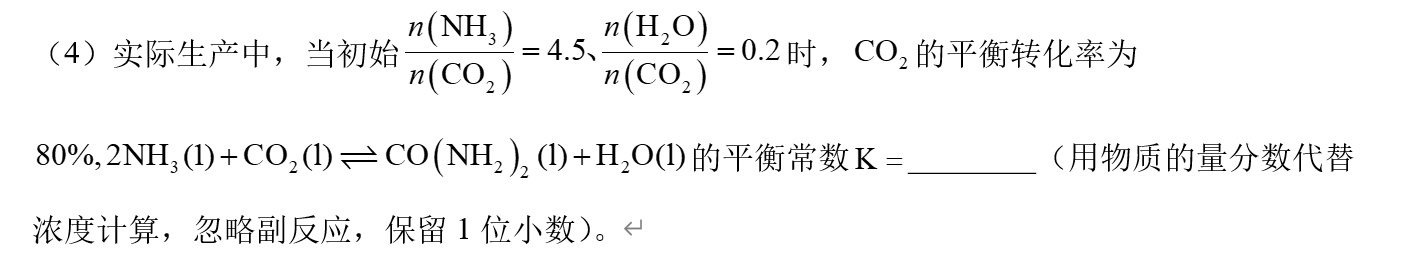 （4）实际生产中，当初始 n(NH₃)/n(CO₂) = 4.5、n(H₂O)/n(CO₂) = 0.2 时，CO₂ 的平衡转化率为
80%, 2NH₃(l)+CO₂(l)⇌CO(NH₂)₂(l)+H₂O(l) 的平衡常数 K = ________（用物质的量分数代替
浓度计算，忽略副反应，保留 1 位小数）。↵